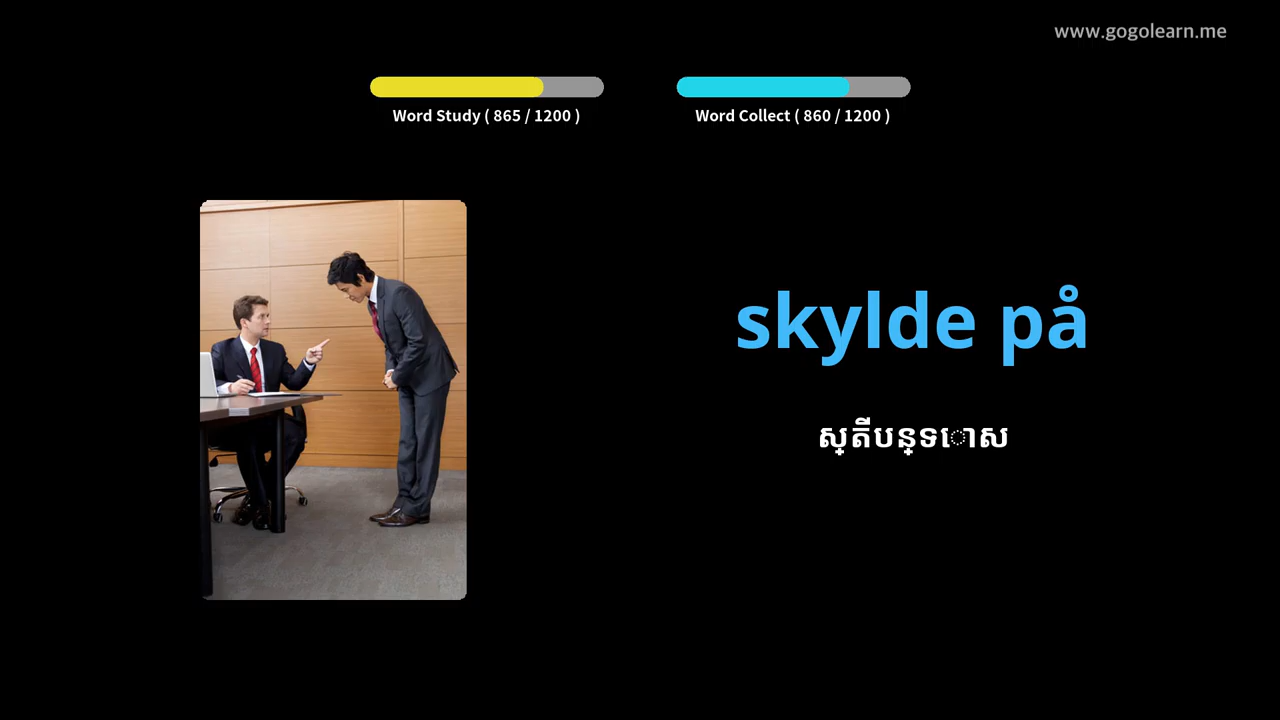 www.gogolearn.me
Word Study ( 865 / 1200 )
Word Collect ( 860 / 1200 )
skylde på
ស្តីបន្ទោស